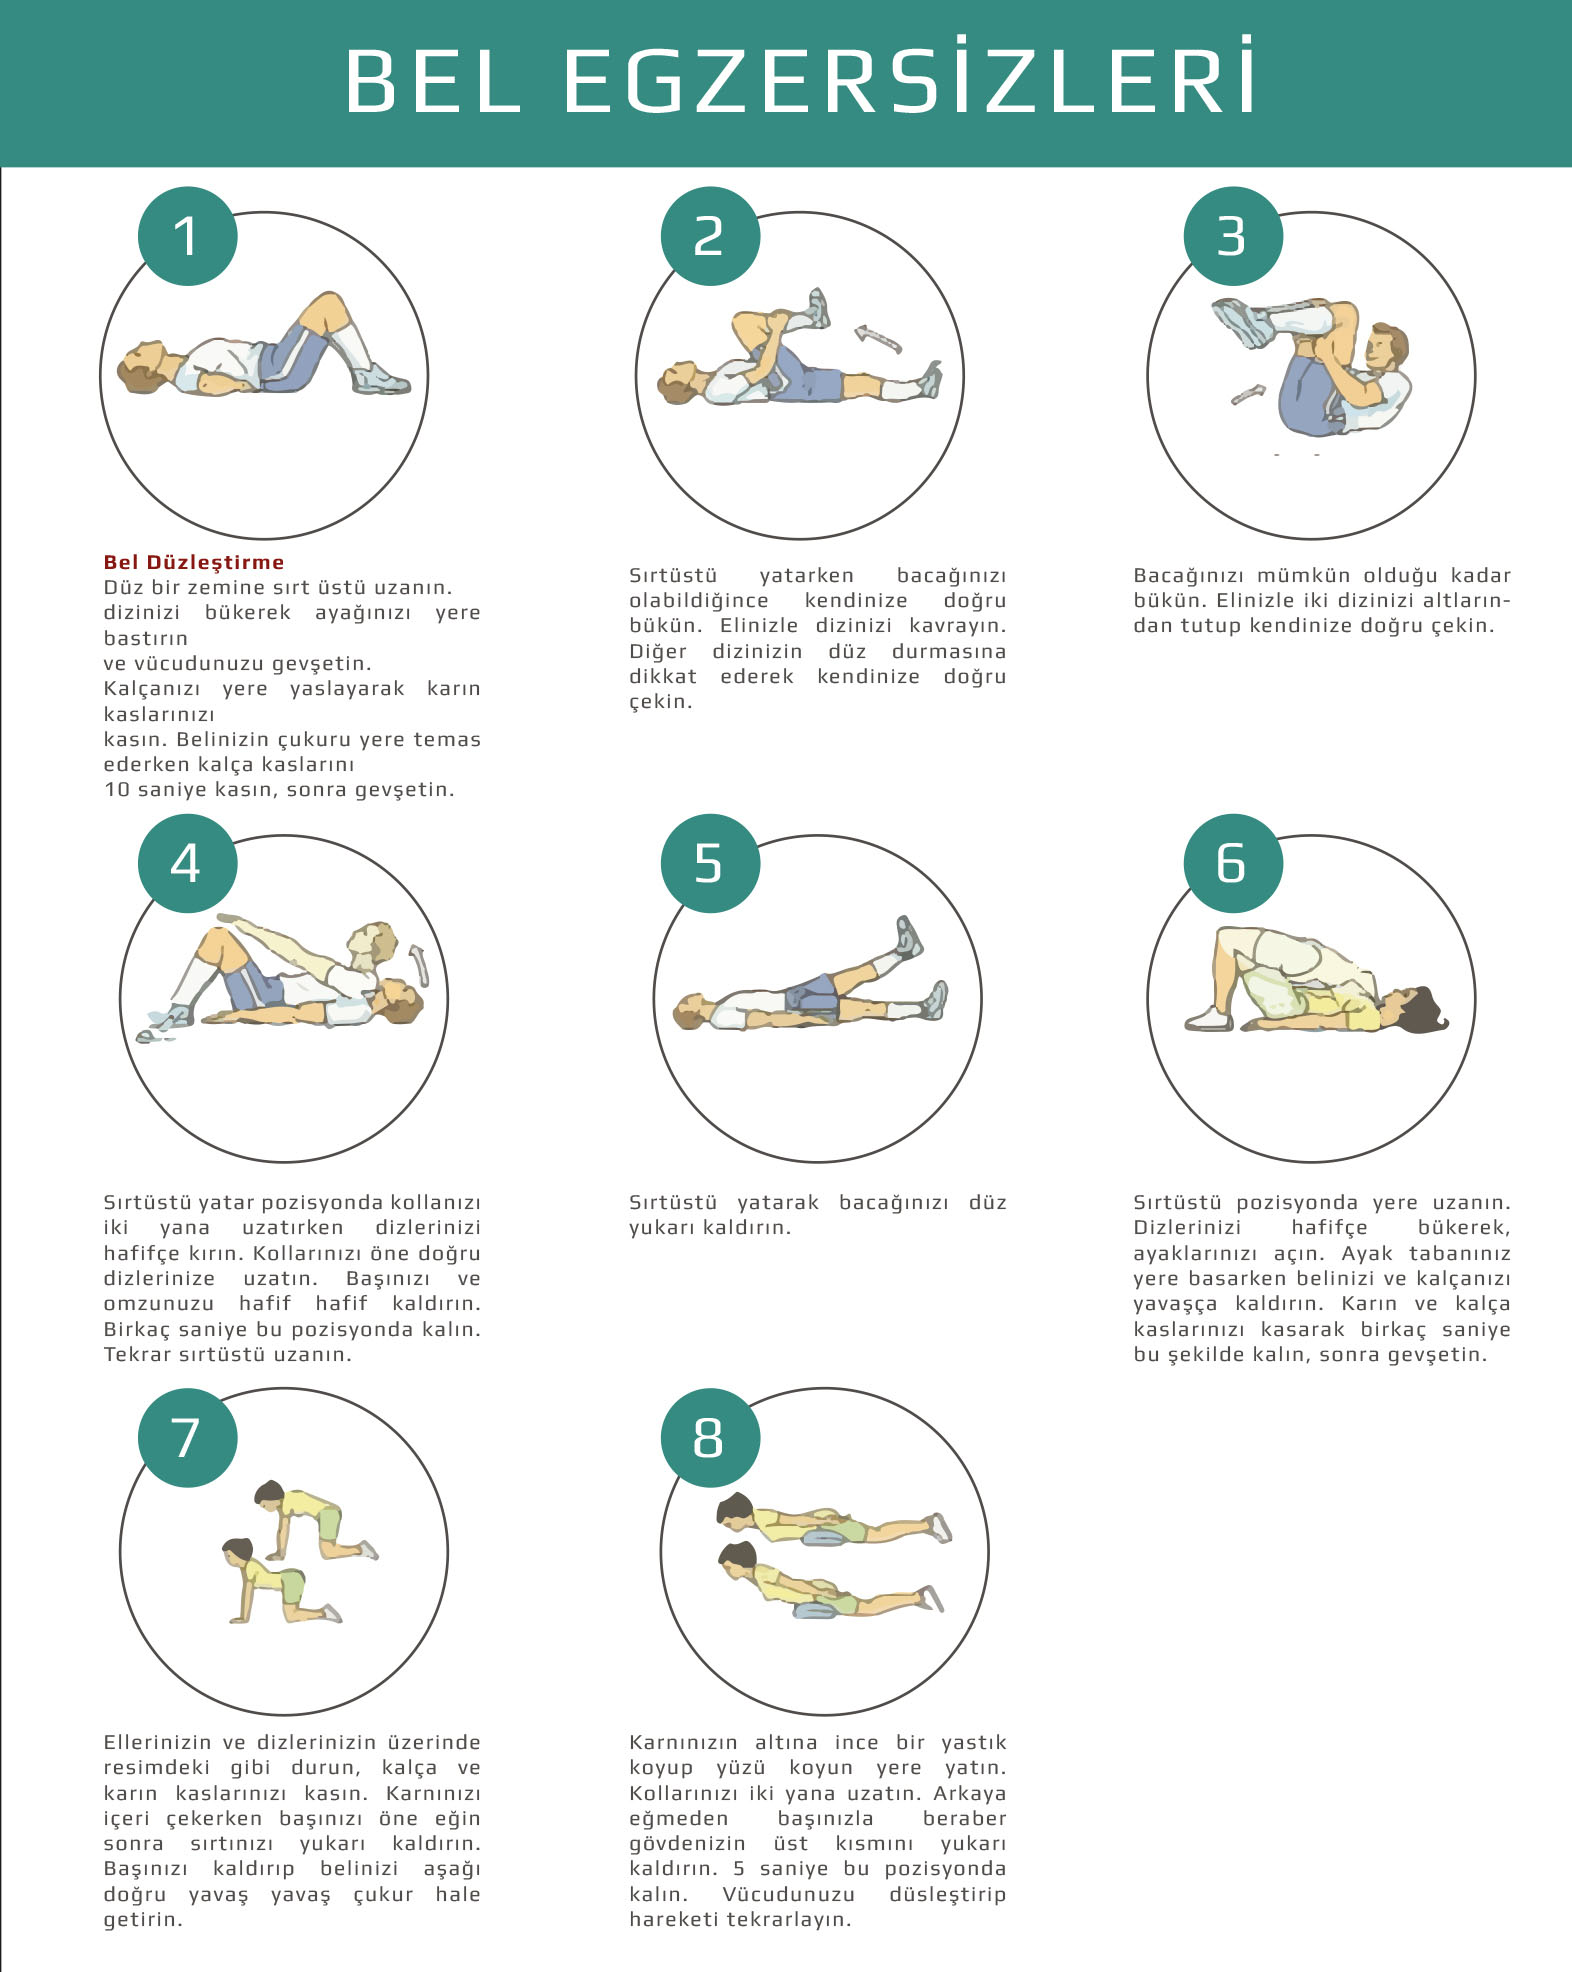 BEL EGZERSİZLERİ
1
Bel Düzleştirme
Düz bir zemine sırt üstü uzanın.
dizinizi bükerek ayağınızı yere
bastırın
ve vücudunuzu gevşetin.
Kalçanızı yere yaslayarak karın
kaslarınızı
kasın. Belinizin çukuru yere temas
ederken kalça kaslarını
10 saniye kasın, sonra gevşetin.
2
Sırtüstü yatarken bacağınızı
olabildiğince kendinize doğru
bükün. Elinizle dizinizi kavrayın.
Diğer dizinizin düz durmasına
dikkat ederek kendinize doğru
çekin.
3
Bacağınızı mümkün olduğu kadar
bükün. Elinizle iki dizinizi altların-
dan tutup kendinize doğru çekin.
4
Sırtüstü yatar pozisyonda kollanızı
iki yana uzatırken dizlerinizi
hafifçe kırın. Kollarınızı öne doğru
dizlerinize uzatın. Başınızı ve
omzunuzu hafif hafif kaldırın.
Birkaç saniye bu pozisyonda kalın.
Tekrar sırtüstü uzanın.
5
Sırtüstü yatarak bacağınızı düz
yukarı kaldırın.
6
Sırtüstü pozisyonda yere uzanın.
Dizlerinizi hafifçe bükerek,
ayaklarınızı açın. Ayak tabanınız
yere basarken belinizi ve kalçanızı
yavaşça kaldırın. Karın ve kalça
kaslarınızı kasarak birkaç saniye
bu şekilde kalın, sonra gevşetin.
7
Ellerinizin ve dizlerinizin üzerinde
resimdeki gibi durun, kalça ve
karın kaslarınızı kasın. Karnınızı
içeri çekerken başınızı öne eğin
sonra sırtınızı yukarı kaldırın.
Başınızı kaldırıp belinizi aşağı
doğru yavaş yavaş çukur hale
getirin.
8
Karnınızın altına ince bir yastık
koyup yüzü koyun yere yatın.
Kollarınızı iki yana uzatın. Arkaya
eğmeden başınızla beraber
gövdenizin üst kısmını yukarı
kaldırın. 5 saniye bu pozisyonda
kalın. Vücudunuzu düsleştirip
hareketi tekrarlayın.